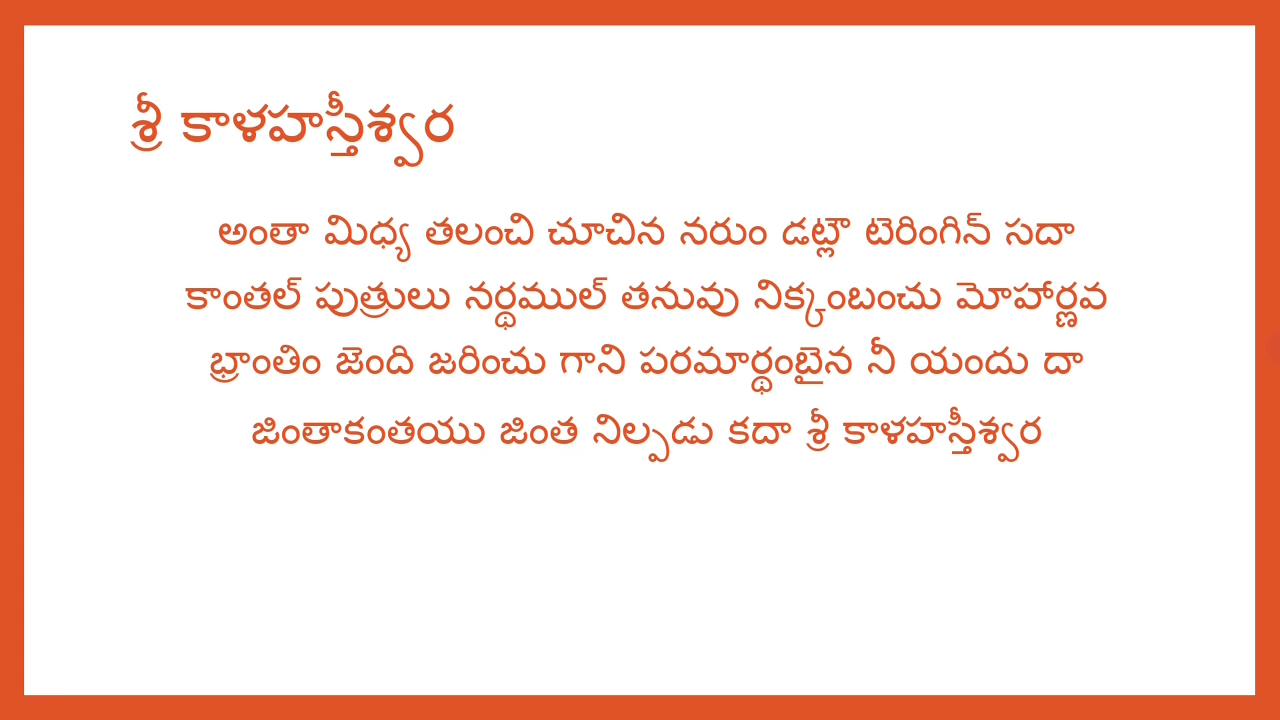 శ్రీ కాళహస్తీశ్వర
అంతా మిధ్య తలంచి చూచిన నరుం డట్లౌ టెరింగిన్ సదా
కాంతల్ పుత్రులు నర్థముల్ తనువు నిక్కంబంచు మోహార్ణవ
భ్రాంతిం జెంది జరించు గాని పరమార్థంబైన నీ యందు దా
జింతాకంతయు జింత నిల్పడు కదా శ్రీ కాళహస్తీశ్వర